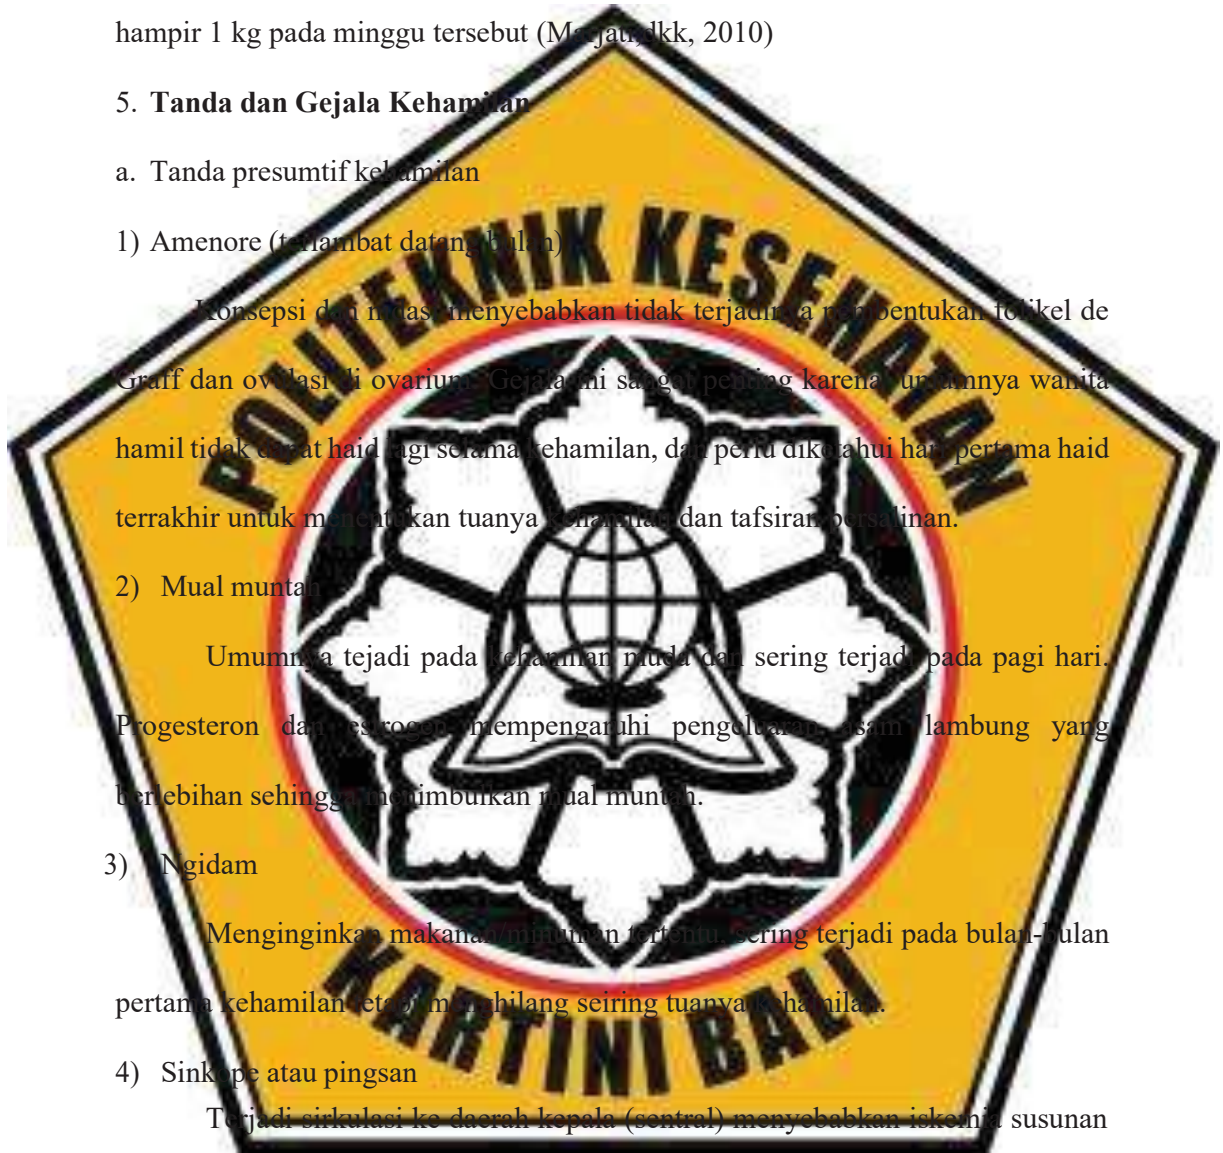 hampir 1 kg pada minggu tersebut (Marjati,dkk, 2010)
5. Tanda dan Gejala Kehamilan
a. Tanda presumtif kehamilan
1) Amenore (terlambat datang bulan)
Konsepsi dan nidasi menyebabkan tidak terjadinya pembentukan folikel de
Graff dan ovulasi di ovarium. Gejala ini sangat penting karena umumnya wanita
hamil tidak dapat haid lagi selama kehamilan, dan perlu diketahui hari pertama haid
terrakhir untuk menentukan tuanya kehamilan dan tafsiran persalinan.
2) Mual muntah
Umumnya tejadi pada kehamilan muda dan sering terjadi pada pagi hari.
Progesteron dan estrogen mempengaruhi pengeluaran asam lambung yang
berlebihan sehingga menimbulkan mual muntah.
3) Ngidam
Menginginkan makanan/minuman tertentu, sering terjadi pada bulan-bulan
pertama kehamilan tetapi menghilang seiring tuanya kehamilan.
4) Sinkope atau pingsan
Terjadi sirkulasi ke daerah kepala (sentral) menyebabkan iskemia susunan
POLITEKNIK KESEHATAN
KARTINI BALI